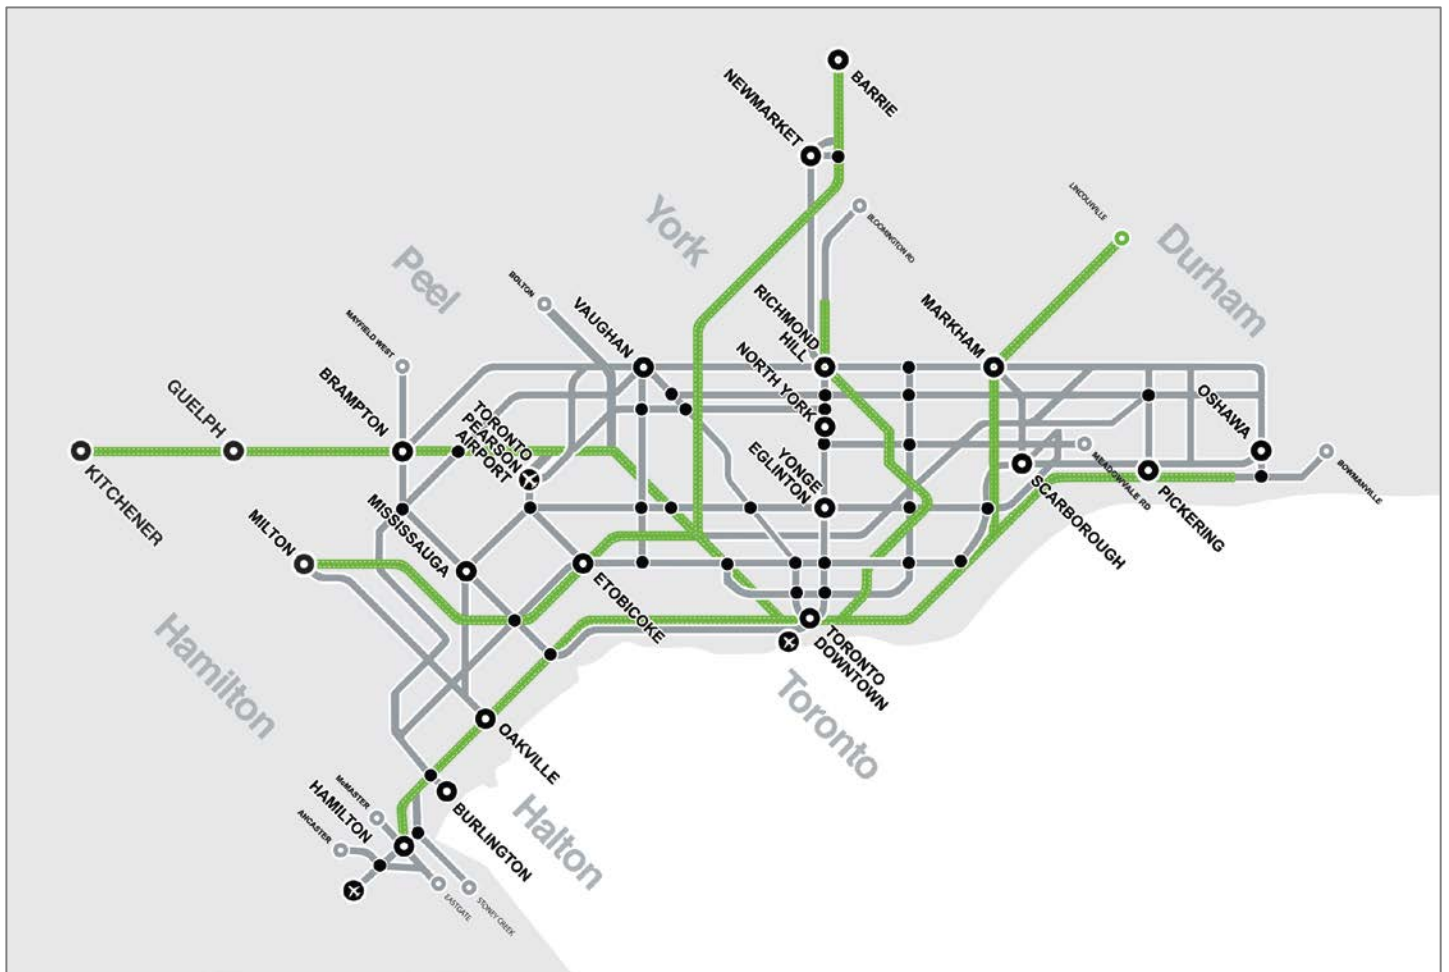 BARRIE
NEWMARKET
LINCOLNVILLE
York
BLOOMINGTON RD
Durham
Peel
BOLTON
VAUGHAN
RICHMOND
HILL
MARKHAM
MAYFIELD WEST
NORTH YORK
BRAMPTON
GUELPH
TORONTO
PEARSON
AIRPORT
OSHAWA
YONGE
EGLINTON
MEADOWVALE RD
BOWMANVILLE
KITCHENER
MILTON
MISSISSAUGA
SCARBOROUGH
PICKERING
ETOBICOKE
Hamilton
TORONTO
DOWNTOWN
Toronto
OAKVILLE
McMASTER
HAMILTON
ANCASTER
BURLINGTON
Halton
EASTGATE
STONEY CREEK